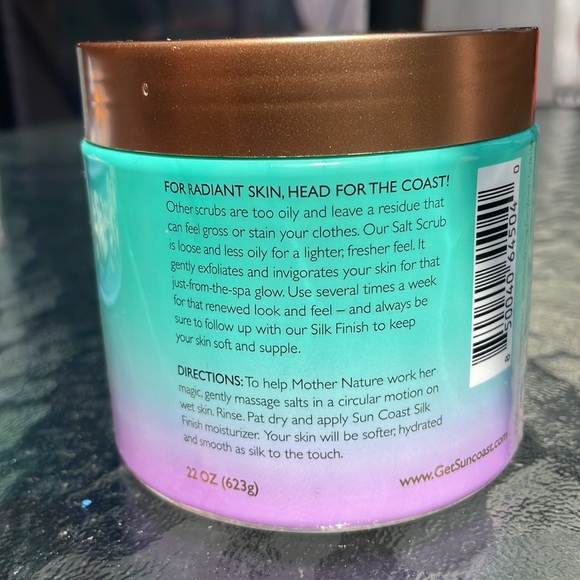 FOR RADIANT SKIN, HEAD FOR THE COAST!
Other scrubs are too oily and leave a residue that
can feel gross or stain your clothes. Our Salt Scrub
is loose and less oily for a lighter, fresher feel. It
gently exfoliates and invigorates your skin for that
just-from-the-spa glow. Use several times a week
for that renewed look and feel – and always be
sure to follow up with our Silk Finish to keep
your skin soft and supple.
DIRECTIONS: To help Mother Nature work her
magic, gently massage salts in a circular motion on
wet skin. Rinse. Pat dry and apply Sun Coast Silk
Finish moisturizer. Your skin will be softer, hydrated
and smooth as silk to the touch.
22 OZ (623g)
www.GetSuncoast.com
8 50040 64504 0